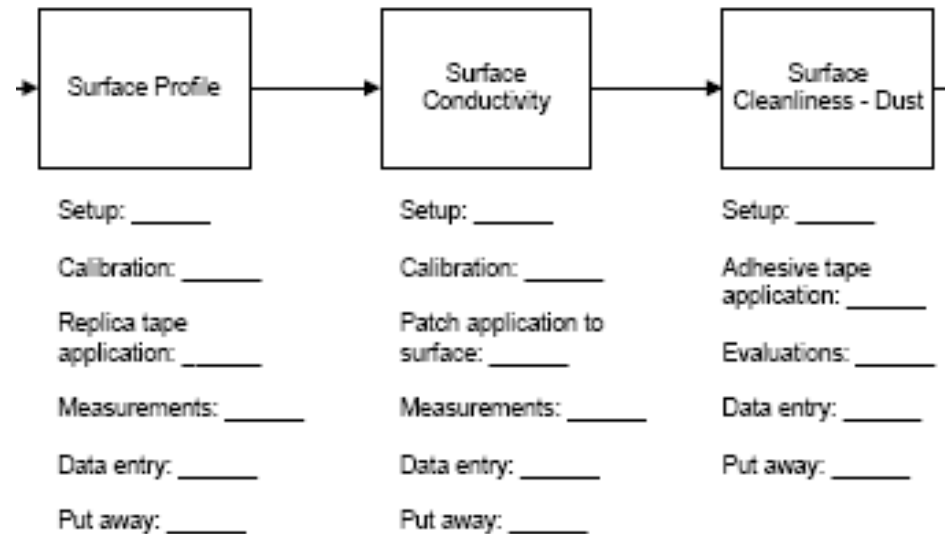 Surface Profile
Surface
Conductivity
Surface
Cleanliness - Dust
Setup: ______
Calibration: ______
Replica tape
application: ______
Measurements: ______
Data entry: ______
Put away: ______
Setup: ______
Calibration: ______
Patch application to
surface: ______
Measurements: ______
Data entry: ______
Put away: ______
Setup: ______
Adhesive tape
application: ______
Evaluations: ______
Data entry: ______
Put away: ______